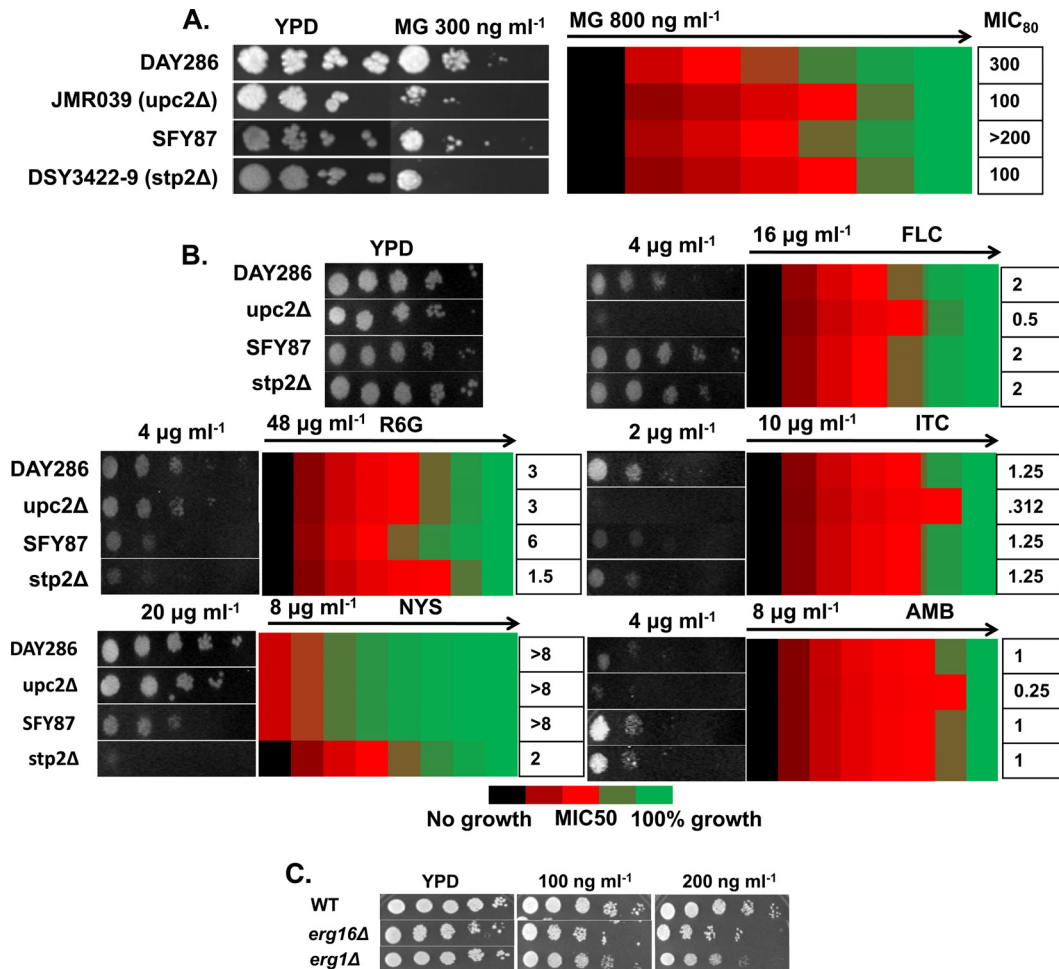 A.
YPD MG 300 ng ml-1 MG 800 ng ml-1 MIC80
DAY286 300
JMR039 (upc2Δ) 100
SFY87 >200
DSY3422-9 (stp2Δ) 100
B.
YPD 4 µg ml-1 16 µg ml-1 FLC
DAY286 2
upc2Δ 0.5
SFY87 2
stp2Δ 2
4 µg ml-1 48 µg ml-1 R6G 2 µg ml-1 10 µg ml-1 ITC
DAY286 3 1.25
upc2Δ 3 .312
SFY87 6 1.25
stp2Δ 1.5 1.25
20 µg ml-1 8 µg ml-1 NYS 4 µg ml-1 8 µg ml-1 AMB
DAY286 >8 1
upc2Δ >8 0.25
SFY87 >8 1
stp2Δ 2 1
No growth MIC50 100% growth
C.
YPD 100 ng ml-1 200 ng ml-1
WT
erg16Δ
erg1Δ